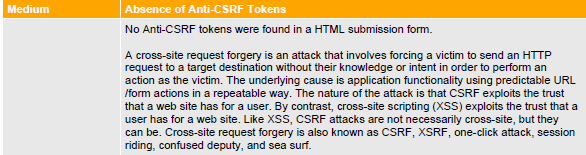 Medium Absence of Anti-CSRF Tokens
No Anti-CSRF tokens were found in a HTML submission form.
A cross-site request forgery is an attack that involves forcing a victim to send an HTTP
request to a target destination without their knowledge or intent in order to perform an
action as the victim. The underlying cause is application functionality using predictable URL
/form actions in a repeatable way. The nature of the attack is that CSRF exploits the trust
that a web site has for a user. By contrast, cross-site scripting (XSS) exploits the trust that a
user has for a web site. Like XSS, CSRF attacks are not necessarily cross-site, but they
can be. Cross-site request forgery is also known as CSRF, XSRF, one-click attack, session
riding, confused deputy, and sea surf.